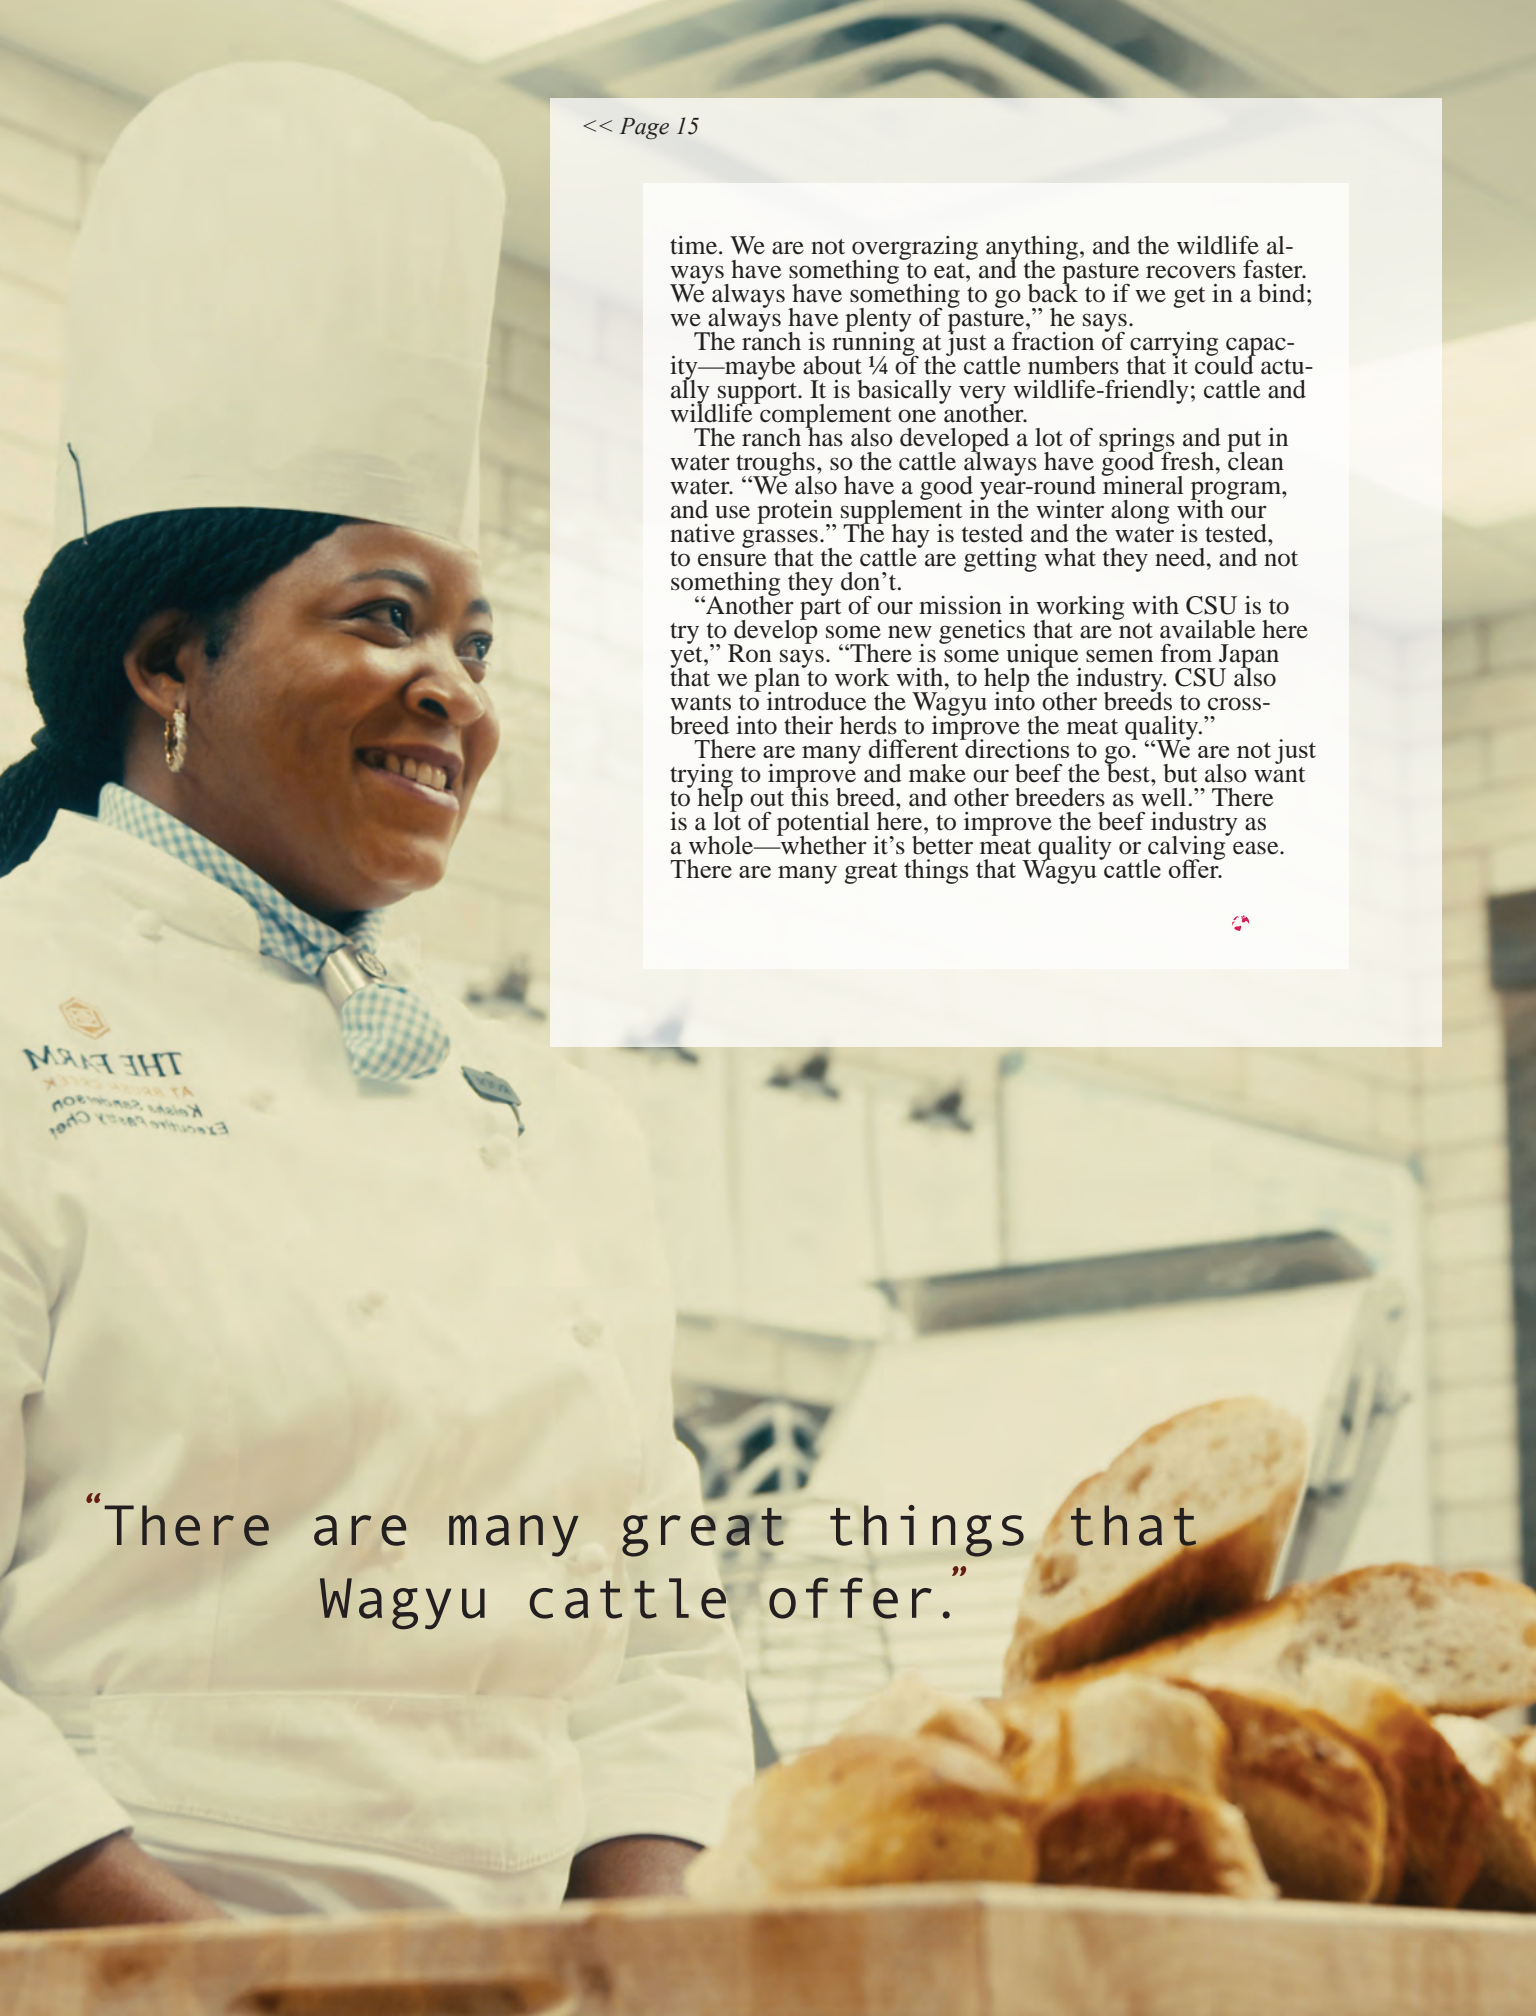 << Page 15
time. We are not overgrazing anything, and the wildlife al-
ways have something to eat, and the pasture recovers faster.
We always have something to go back to if we get in a bind;
we always have plenty of pasture,” he says.
The ranch is running at just a fraction of carrying capac-
ity—maybe about ¼ of the cattle numbers that it could actu-
ally support. It is basically very wildlife-friendly; cattle and
wildlife complement one another.
The ranch has also developed a lot of springs and put in
water troughs, so the cattle always have good fresh, clean
water. “We also have a good year-round mineral program,
and use protein supplement in the winter along with our
native grasses.” The hay is tested and the water is tested,
to ensure that the cattle are getting what they need, and not
something they don’t.
“Another part of our mission in working with CSU is to
try to develop some new genetics that are not available here
yet,” Ron says. “There is some unique semen from Japan
that we plan to work with, to help the industry. CSU also
wants to introduce the Wagyu into other breeds to cross-
breed into their herds to improve the meat quality.”
There are many different directions to go. “We are not just
trying to improve and make our beef the best, but also want
to help out this breed, and other breeders as well.” There
is a lot of potential here, to improve the beef industry as
a whole—whether it’s better meat quality or calving ease.
There are many great things that Wagyu cattle offer.
THE FARM
AT BRUSH CREEK
Keisha Sanderson
Executive Pastry Chef
“There are many great things that
Wagyu cattle offer.”